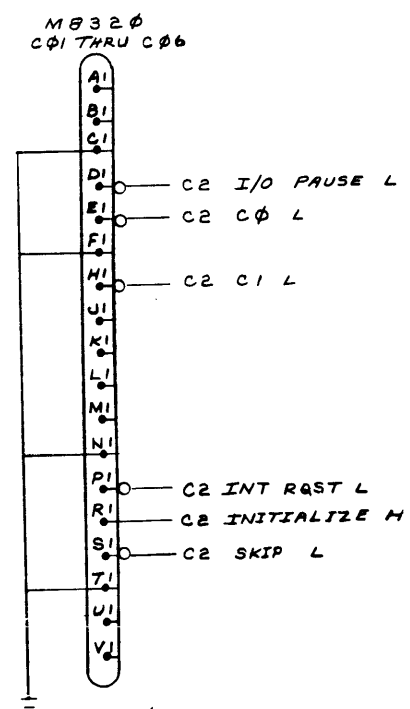 M832Ø
CØ1 THRU CØ6
A1
B1
C1
D1 C2 I/O PAUSE L
E1 C2 CØ L
F1
H1 C2 C1 L
J1
K1
L1
M1
N1
P1 C2 INT RQST L
R1 C2 INITIALIZE H
S1 C2 SKIP L
T1
U1
V1